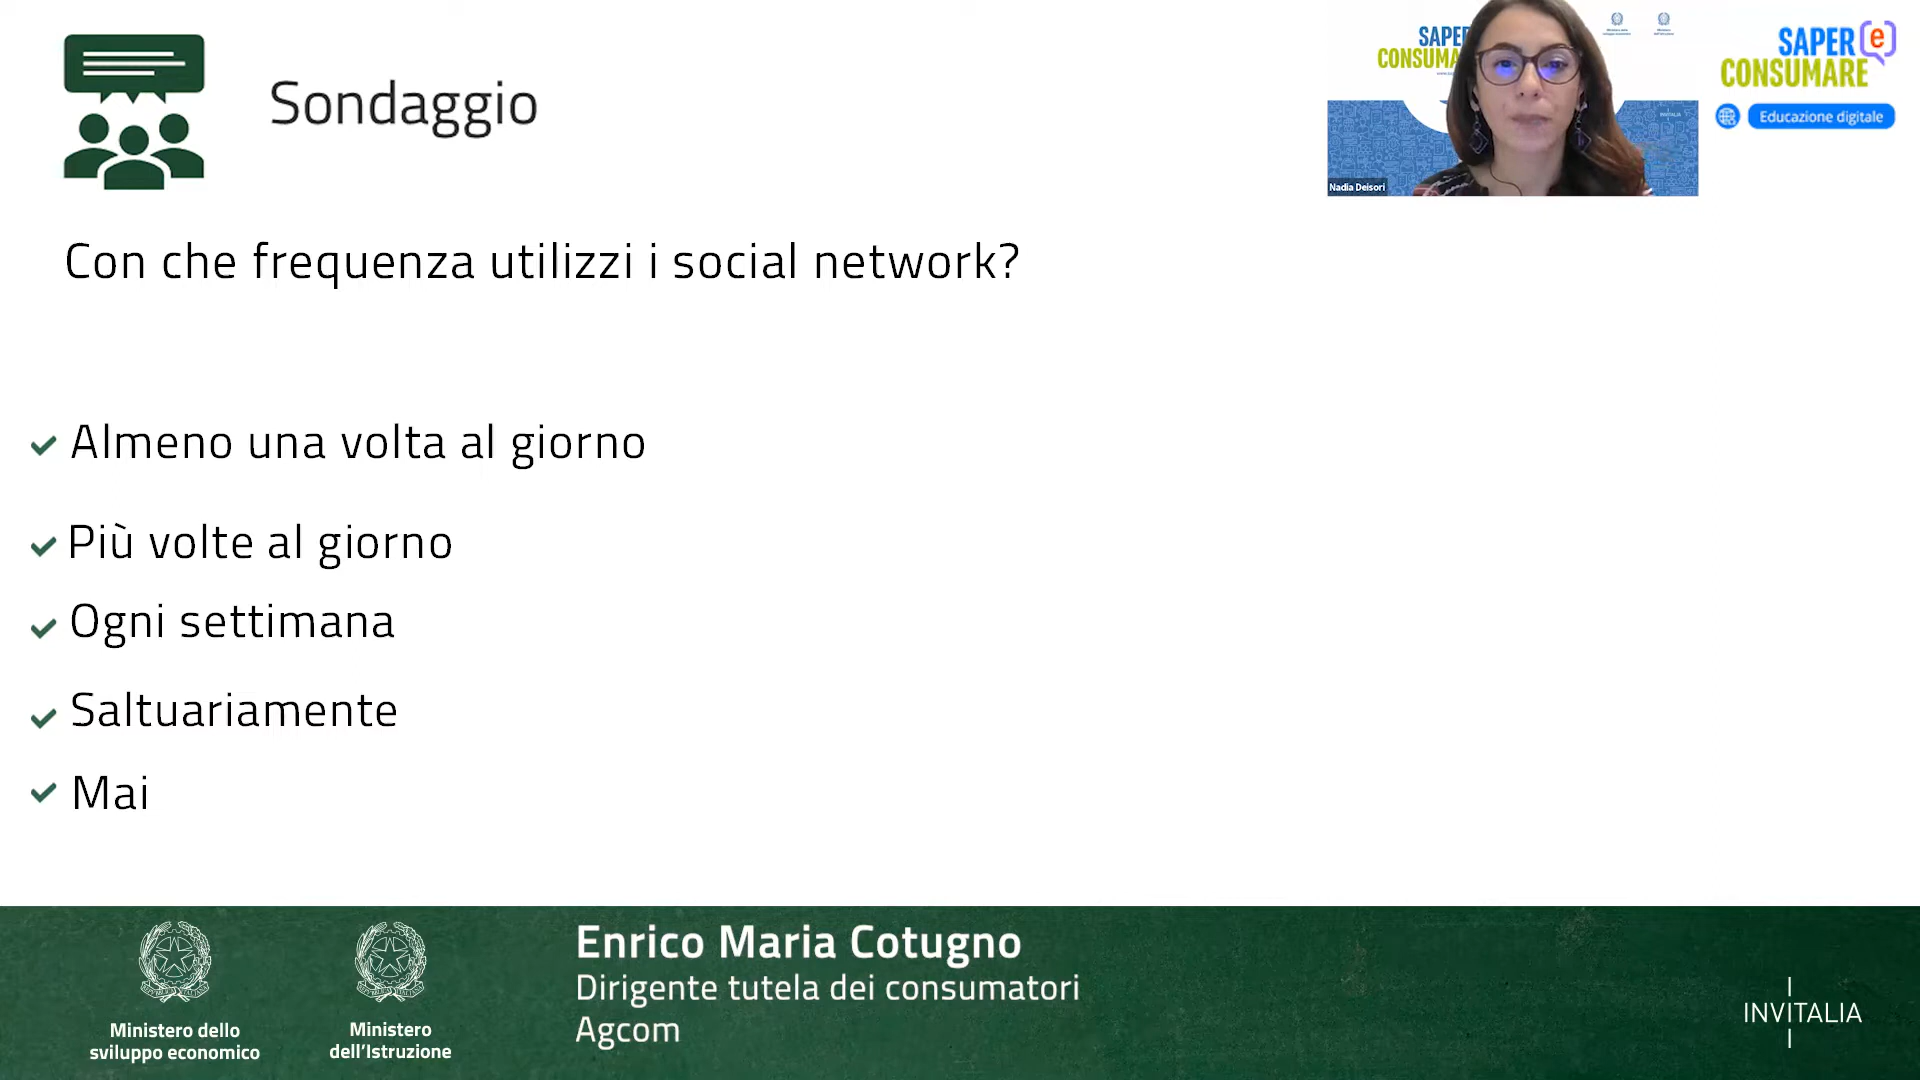 Sondaggio
SAPER
CONSUMA
Nadia Deisori
SAPER(e)
CONSUMARE
Educazione digitale
Con che frequenza utilizzi i social network?
Almeno una volta al giorno
Più volte al giorno
Ogni settimana
Saltuariamente
Mai
Ministero dello
sviluppo economico
Ministero
dell'Istruzione
Enrico Maria Cotugno
Dirigente tutela dei consumatori
Agcom
INVITALIA